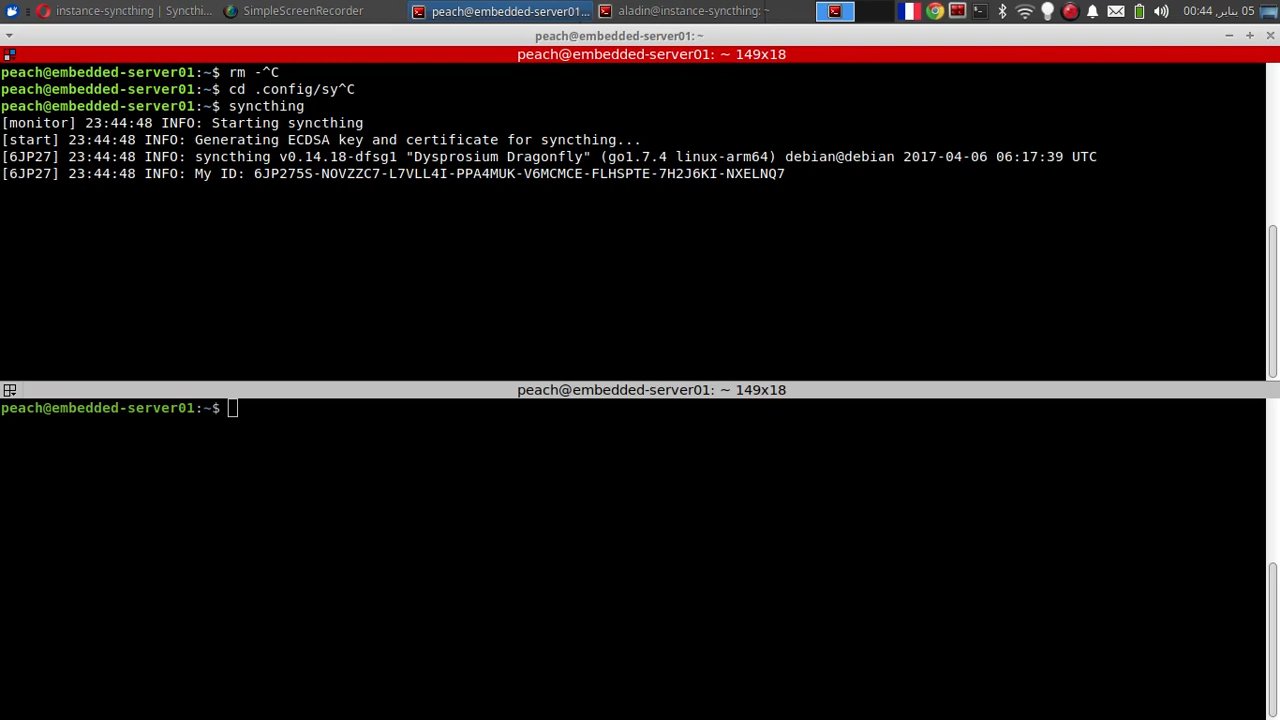 instance-syncthing | Syncthi...
SimpleScreenRecorder
peach@embedded-server01...
aladin@instance-syncthing: ~
05 يناير, 00:44
peach@embedded-server01:~
peach@embedded-server01: ~ 149x18
peach@embedded-server01:~$ rm -^C
peach@embedded-server01:~$ cd .config/sy^C
peach@embedded-server01:~$ syncthing
[monitor] 23:44:48 INFO: Starting syncthing
[start] 23:44:48 INFO: Generating ECDSA key and certificate for syncthing...
[6JP27] 23:44:48 INFO: syncthing v0.14.18-dfsg1 "Dysprosium Dragonfly" (go1.7.4 linux-arm64) debian@debian 2017-04-06 06:17:39 UTC
[6JP27] 23:44:48 INFO: My ID: 6JP275S-NOVZZC7-L7VLL4I-PPA4MUK-V6MCMCE-FLHSPTE-7H2J6KI-NXELNQ7
peach@embedded-server01: ~ 149x18
peach@embedded-server01:~$